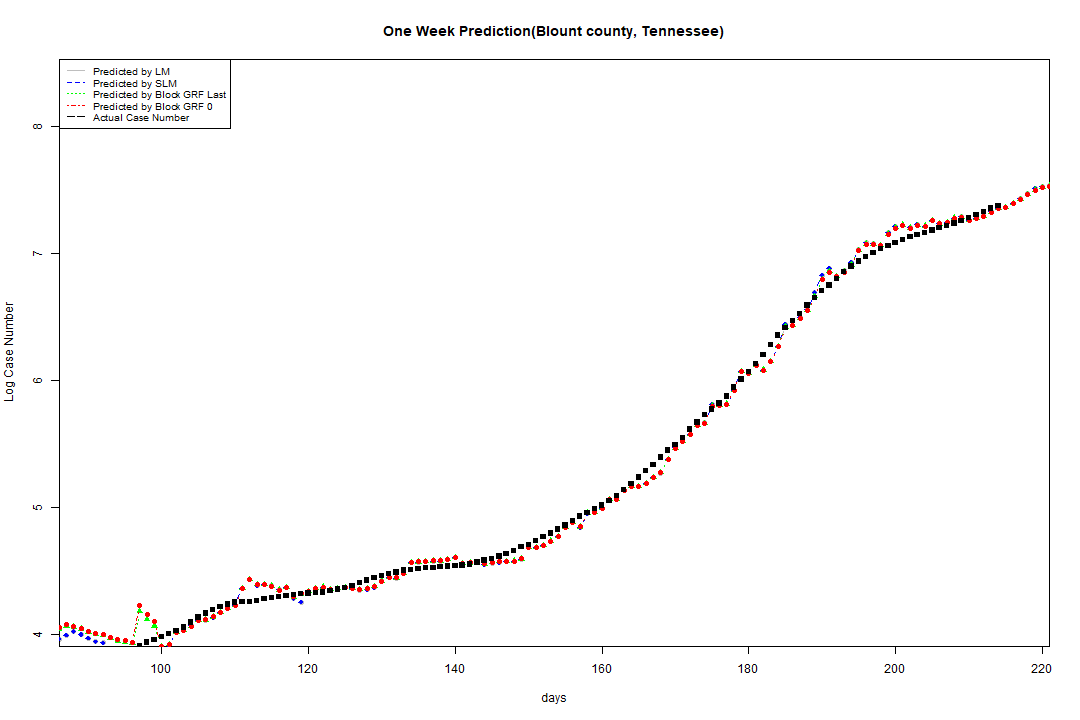 One Week Prediction(Blount county, Tennessee)
Predicted by LM
Predicted by SLM
Predicted by Block GRF Last
Predicted by Block GRF 0
Actual Case Number
8
7
6
5
4
Log Case Number
100 120 140 160 180 200 220
days